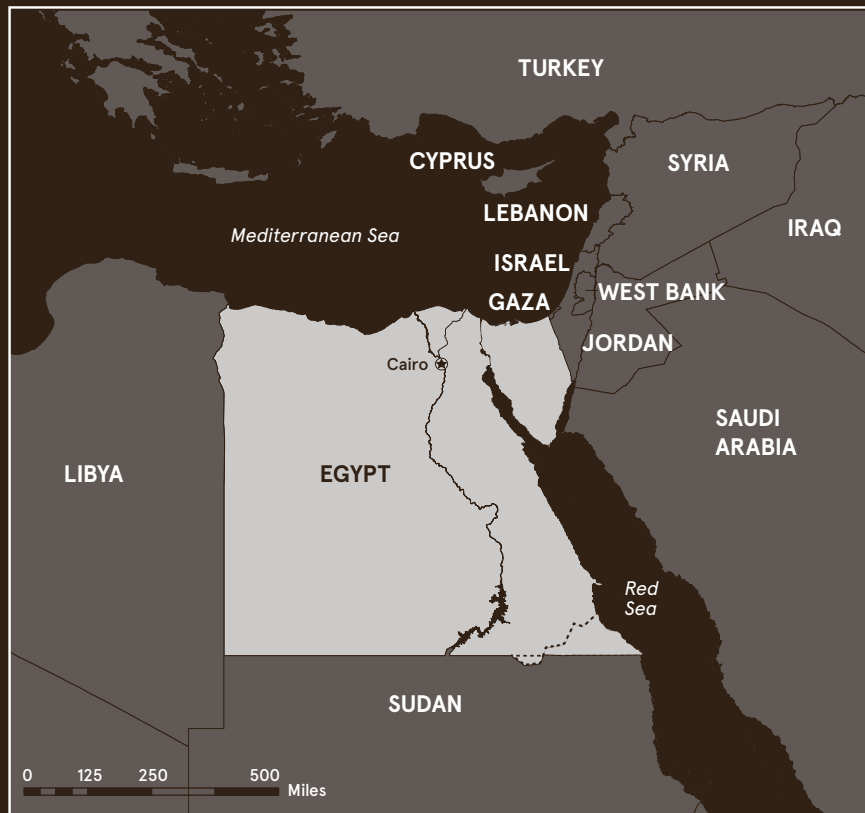 TURKEY
CYPRUS
SYRIA
LEBANON
IRAQ
Mediterranean Sea
ISRAEL
GAZA
WEST BANK
JORDAN
Cairo
SAUDI
ARABIA
LIBYA
EGYPT
Red
Sea
SUDAN
0 125 250 500
Miles